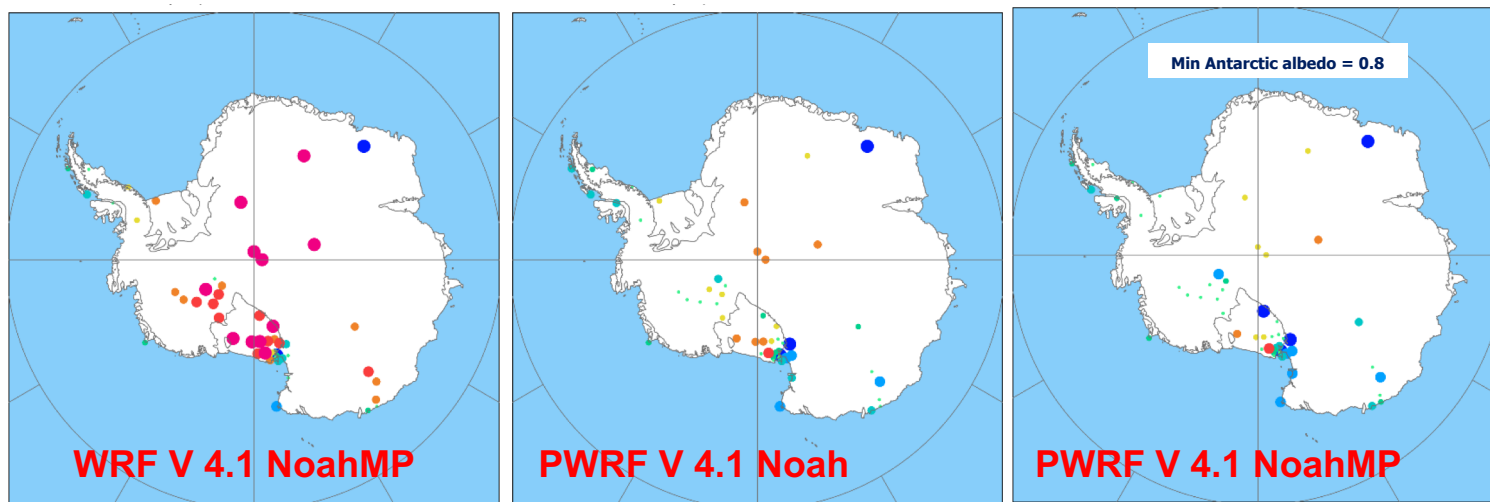 Min Antarctic albedo = 0.8
WRF V 4.1 NoahMP
PWRF V 4.1 Noah
PWRF V 4.1 NoahMP